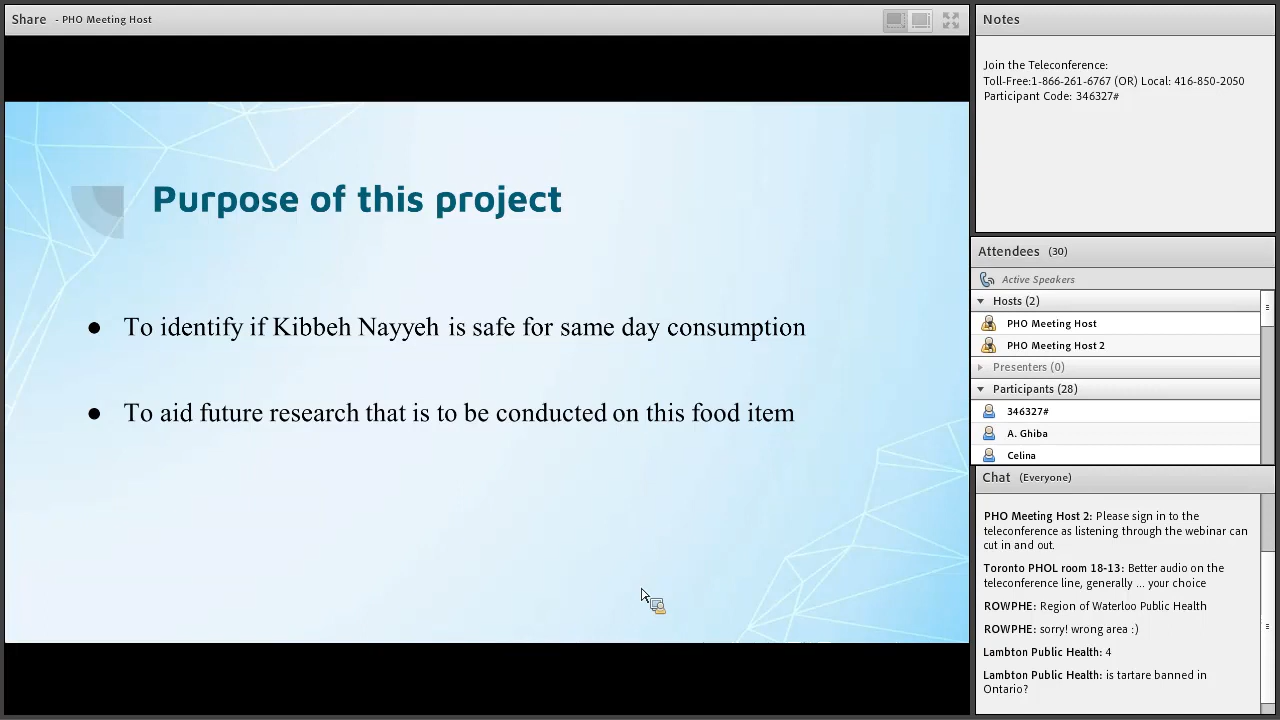 Share - PHO Meeting Host
Purpose of this project
● To identify if Kibbeh Nayyeh is safe for same day consumption
● To aid future research that is to be conducted on this food item
Notes
Join the Teleconference:
Toll-Free:1-866-261-6767 (OR) Local: 416-850-2050
Participant Code: 346327#
Attendees (30)
Active Speakers
Hosts (2)
PHO Meeting Host
PHO Meeting Host 2
Presenters (0)
Participants (28)
346327#
A. Ghiba
Celina
Chat (Everyone)
PHO Meeting Host 2: Please sign in to the
teleconference as listening through the webinar can
cut in and out.
Toronto PHOL room 18-13: Better audio on the
teleconference line, generally ... your choice
ROWPHE: Region of Waterloo Public Health
ROWPHE: sorry! wrong area :)
Lambton Public Health: 4
Lambton Public Health: is tartare banned in
Ontario?